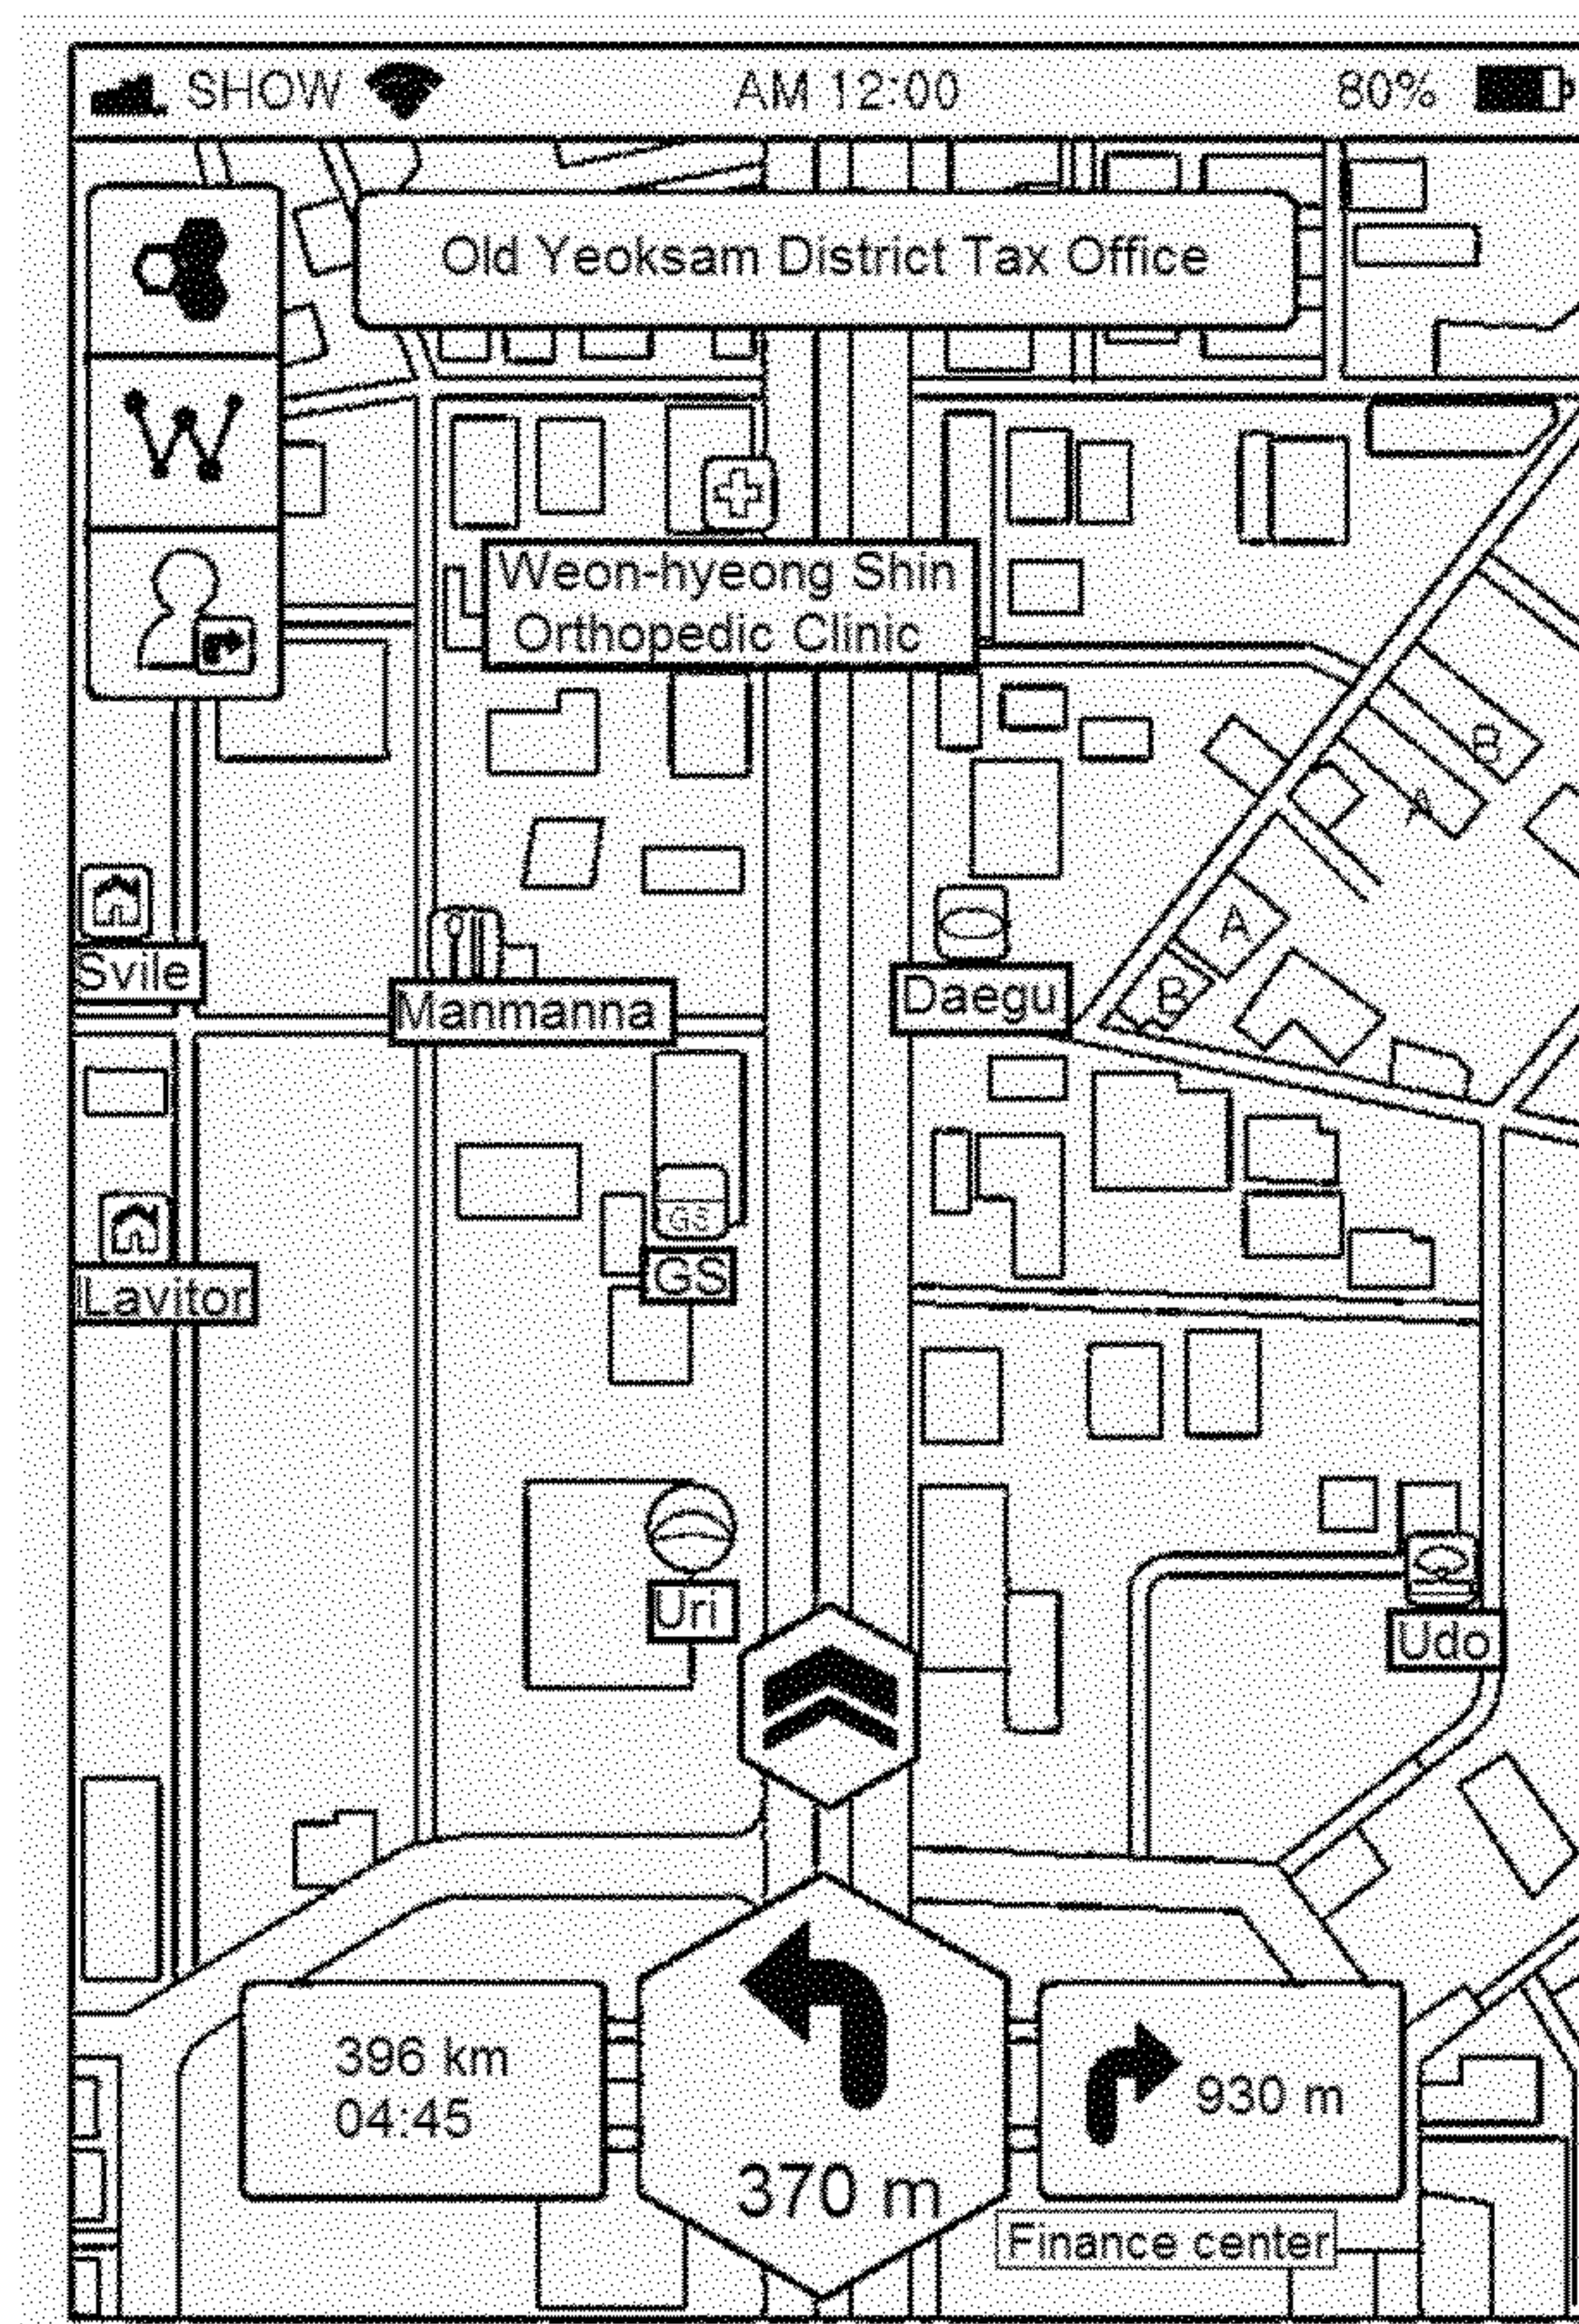 SHOW AM 12:00 80%
Old Yeoksam District Tax Office
Weon-hyeong Shin
Orthopedic Clinic
B
A
A
Svile
Manmanna
Daegu
B
GS
GS
Lavitor
Uri
Udo
396 km
04:45
930 m
370 m
Finance center